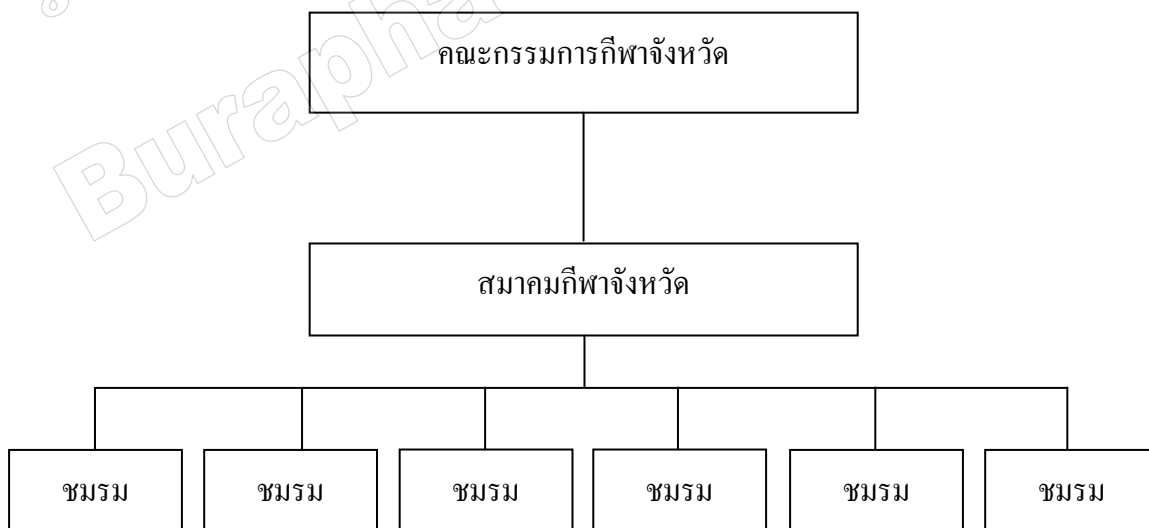 คณะกรรมการกีฬาจังหวัด
สมาคมกีฬาจังหวัด
ชมรม ชมรม ชมรม ชมรม ชมรม ชมรม